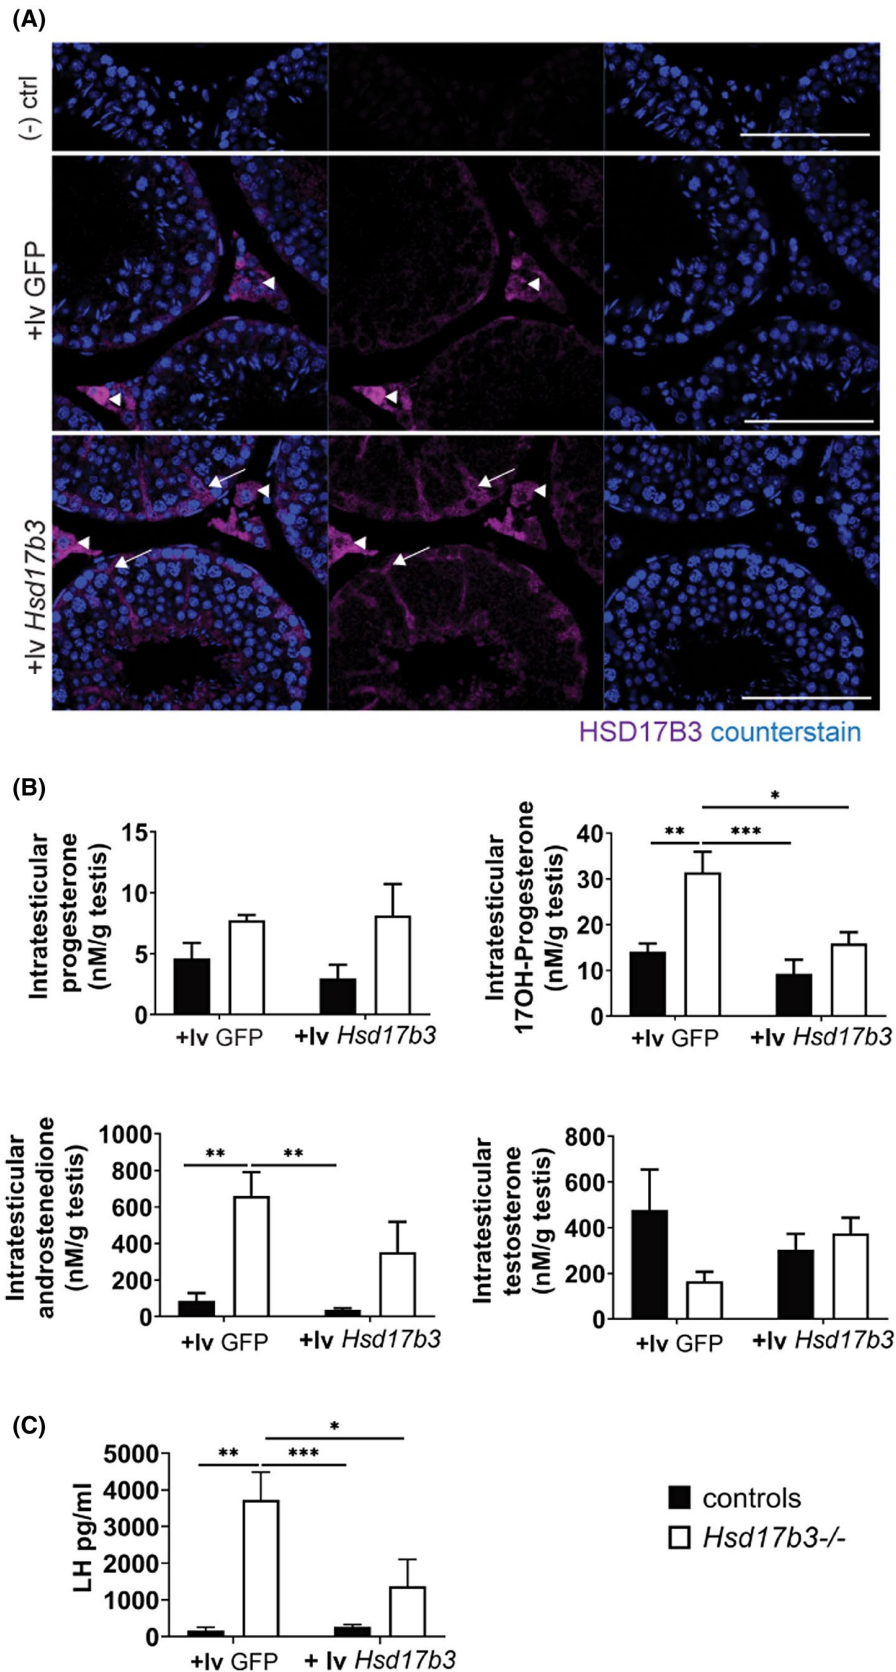 (A)
(-) ctrl
+lv GFP
+lv Hsd17b3
HSD17B3 counterstain
(B)
Intratesticular
progesterone
(nM/g testis)
15
10
5
0
+lv GFP
+lv Hsd17b3
Intratesticular
17OH-Progesterone
(nM/g testis)
40
30
20
10
0
**
***
*
+lv GFP
+lv Hsd17b3
Intratesticular
androstenedione
(nM/g testis)
1000
800
600
400
200
0
**
**
+lv GFP
+lv Hsd17b3
Intratesticular
testosterone
(nM/g testis)
800
600
400
200
0
+lv GFP
+lv Hsd17b3
(C)
LH pg/ml
5000
4000
3000
2000
1000
0
**
***
*
+lv GFP
+ lv Hsd17b3
controls
Hsd17b3-/-